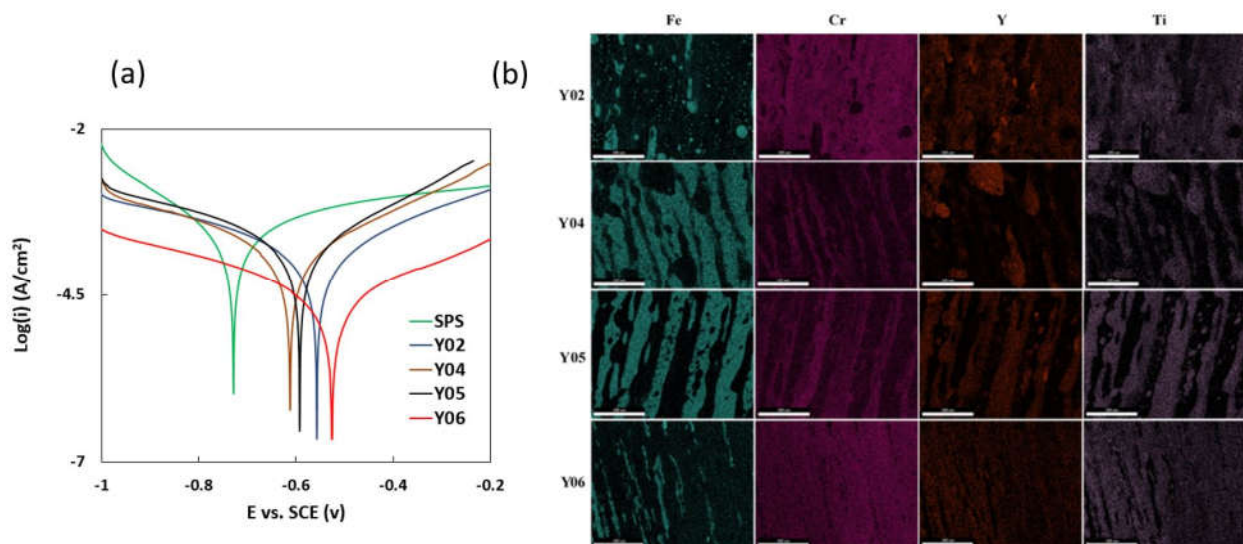 (a)
-2
-4.5
-7
Log(i) (A/cm²)
SPS
Y02
Y04
Y05
Y06
-1
-0.8
-0.6
-0.4
-0.2
E vs. SCE (v)
(b)
Fe Cr Y Ti
Y02
Y04
Y05
Y06